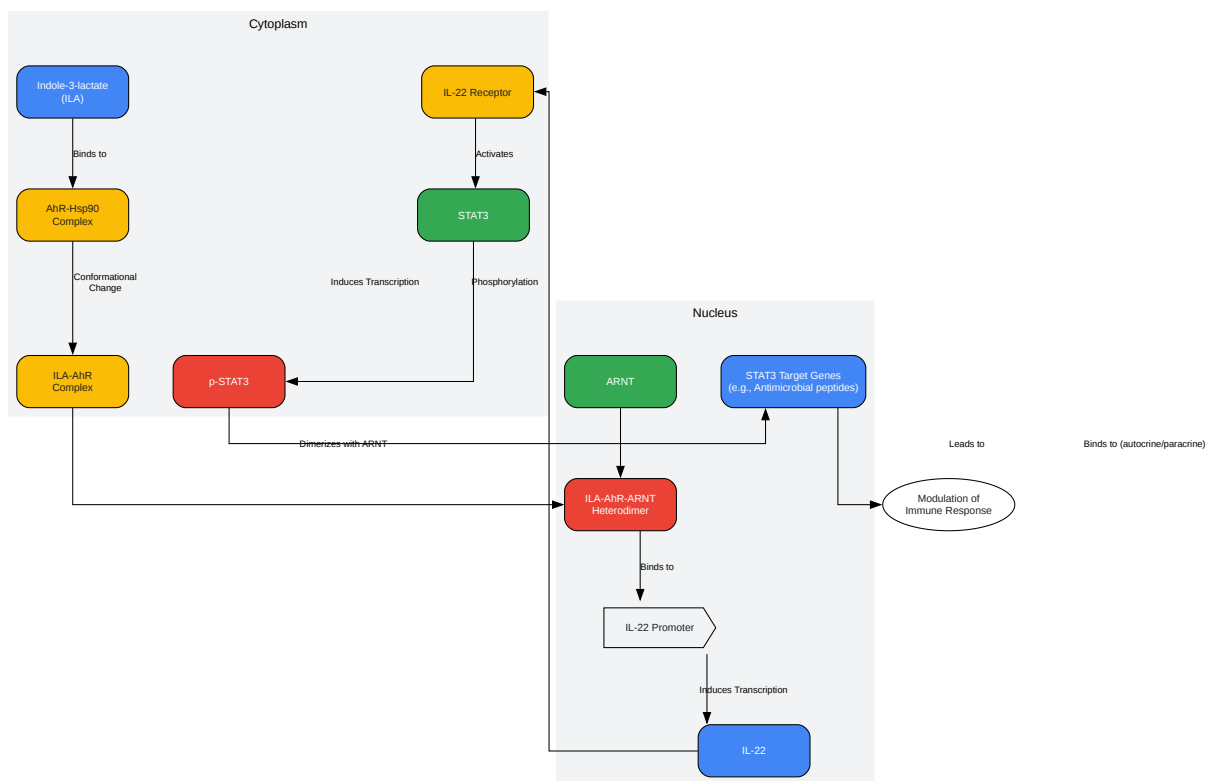 Cytoplasm
Indole-3-lactate
(ILA)
IL-22 Receptor
Binds to
Activates
AhR-Hsp90
Complex
STAT3
Conformational
Change
Induces Transcription
Phosphorylation
Nucleus
ILA-AhR
Complex
p-STAT3
ARNT
STAT3 Target Genes
(e.g., Antimicrobial peptides)
Dimerizes with ARNT
Leads to
Binds to (autocrine/paracrine)
ILA-AhR-ARNT
Heterodimer
Modulation of
Immune Response
Binds to
IL-22 Promoter
Induces Transcription
IL-22